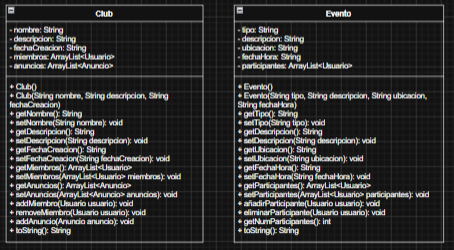 Club
- nombre: String
- descripcion: String
- fechaCreacion: String
- miembros: ArrayList<Usuario>
- anuncios: ArrayList<Anuncio>
+ Club()
+ Club(String nombre, String descripcion, String
fechaCreacion)
+ getNombre(): String
+ setNombre(String nombre): void
+ getDescripcion(): String
+ setDescripcion(String descripcion): void
+ getFechaCreacion(): String
+ setFechaCreacion(String fechaCreacion): void
+ getMiembros(): ArrayList<Usuario>
+ setMiembros(ArrayList<Usuario> miembros): void
+ getAnuncios(): ArrayList<Anuncio>
+ setAnuncios(ArrayList<Anuncio> anuncios): void
+ addMiembro(Usuario usuario): void
+ removeMiembro(Usuario usuario): void
+ addAnuncio(Anuncio anuncio): void
+ toString(): String
Evento
- tipo: String
- descripcion: String
- ubicacion: String
- fechaHora: String
- participantes: ArrayList<Usuario>
+ Evento()
+ Evento(String tipo, String descripcion, String ubicacion,
String fechaHora)
+ getTipo(): String
+ setTipo(String tipo): void
+ getDescripcion(): String
+ setDescripcion(String descripcion): void
+ getUbicacion(): String
+ setUbicacion(String ubicacion): void
+ getFechaHora(): String
+ setFechaHora(String fechaHora): void
+ getParticipantes(): ArrayList<Usuario>
+ setParticipantes(ArrayList<Usuario> participantes): void
+ añadirParticipante(Usuario usuario): void
+ eliminarParticipante(Usuario usuario): void
+ getNumParticipantes(): int
+ toString(): String